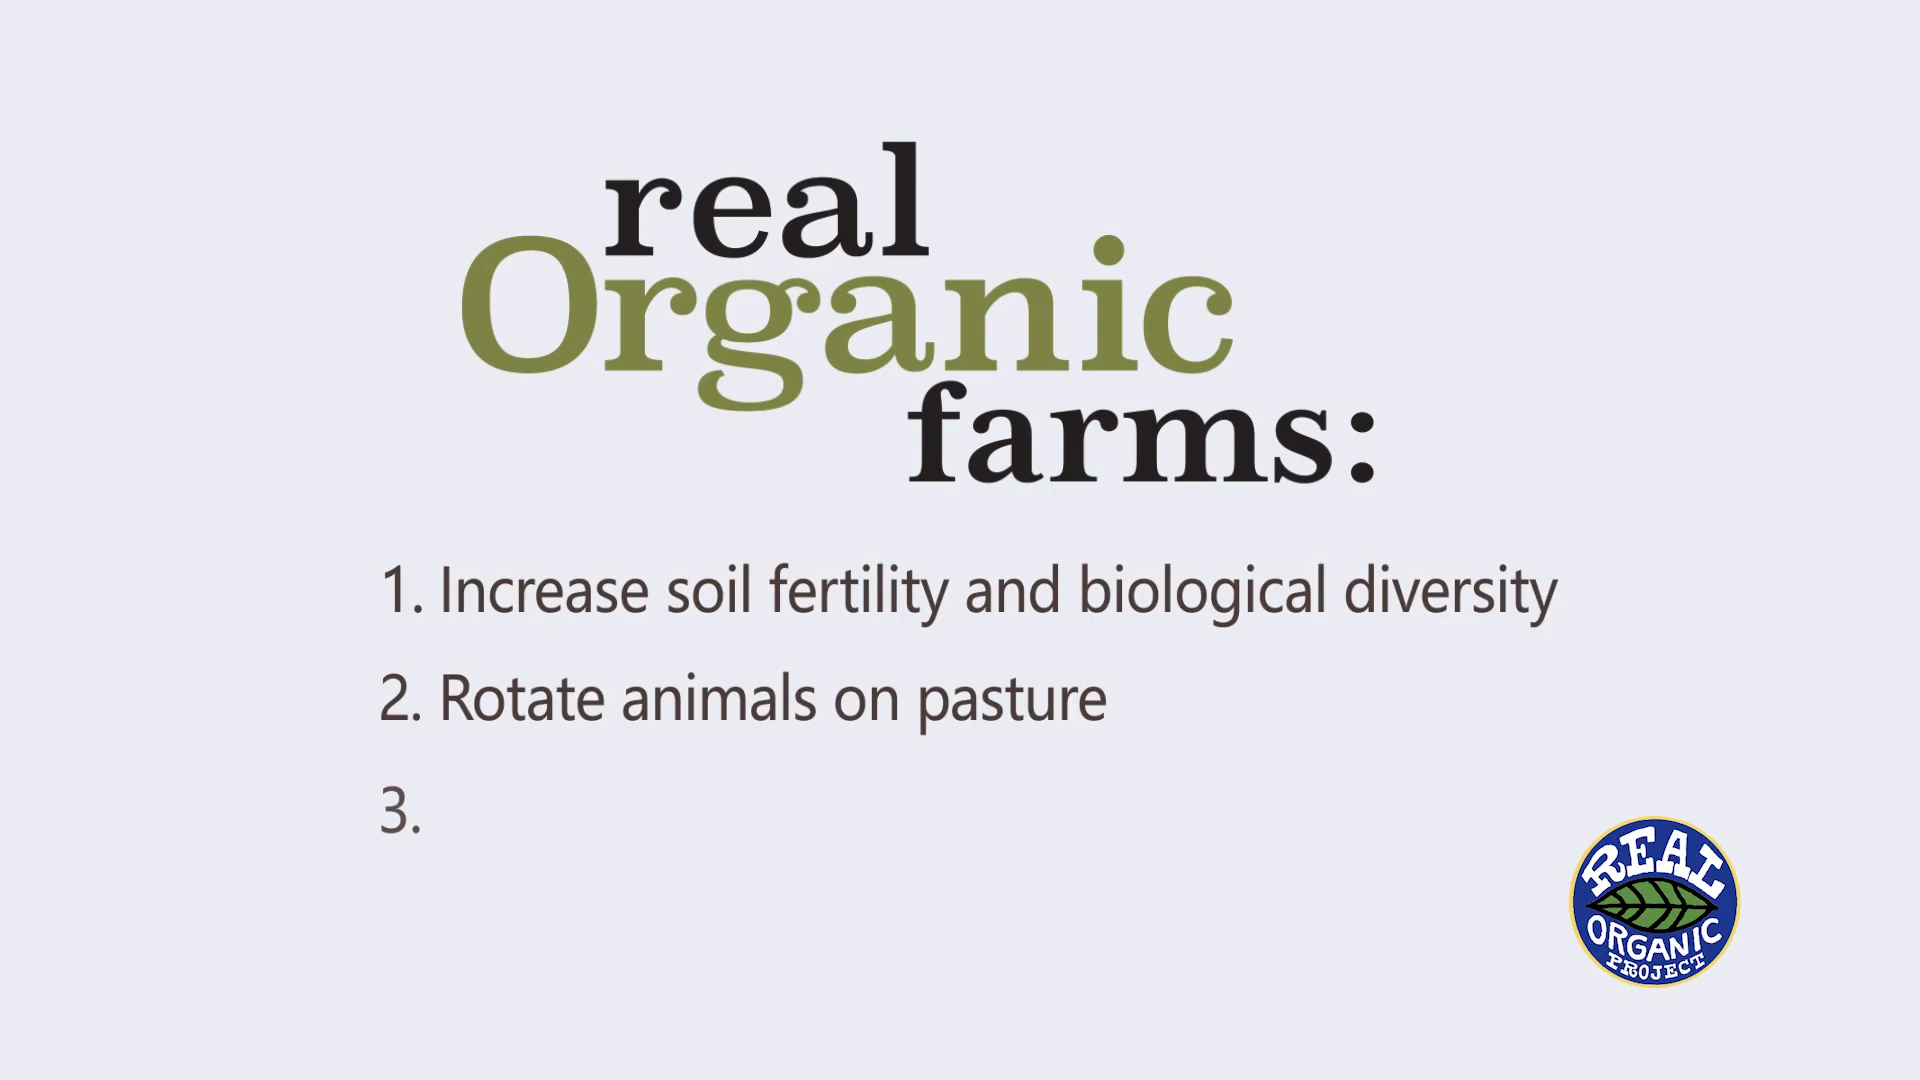 real
Organic
farms:
1. Increase soil fertility and biological diversity
2. Rotate animals on pasture
3.
REAL
ORGANIC
PROJECT